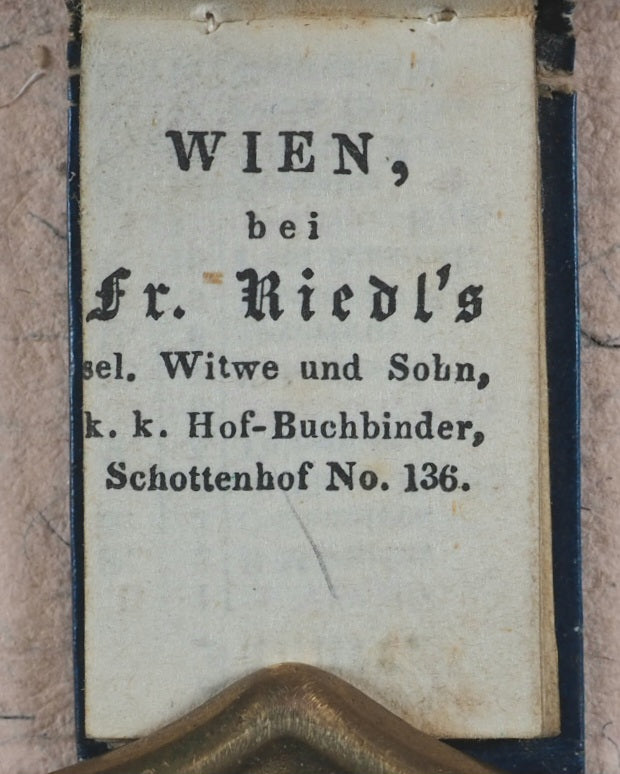 WIEN,
bei
Fr. Riedl's
sel. Witwe und Sohn,
k. k. Hof-Buchbinder,
Schottenhof No. 136.